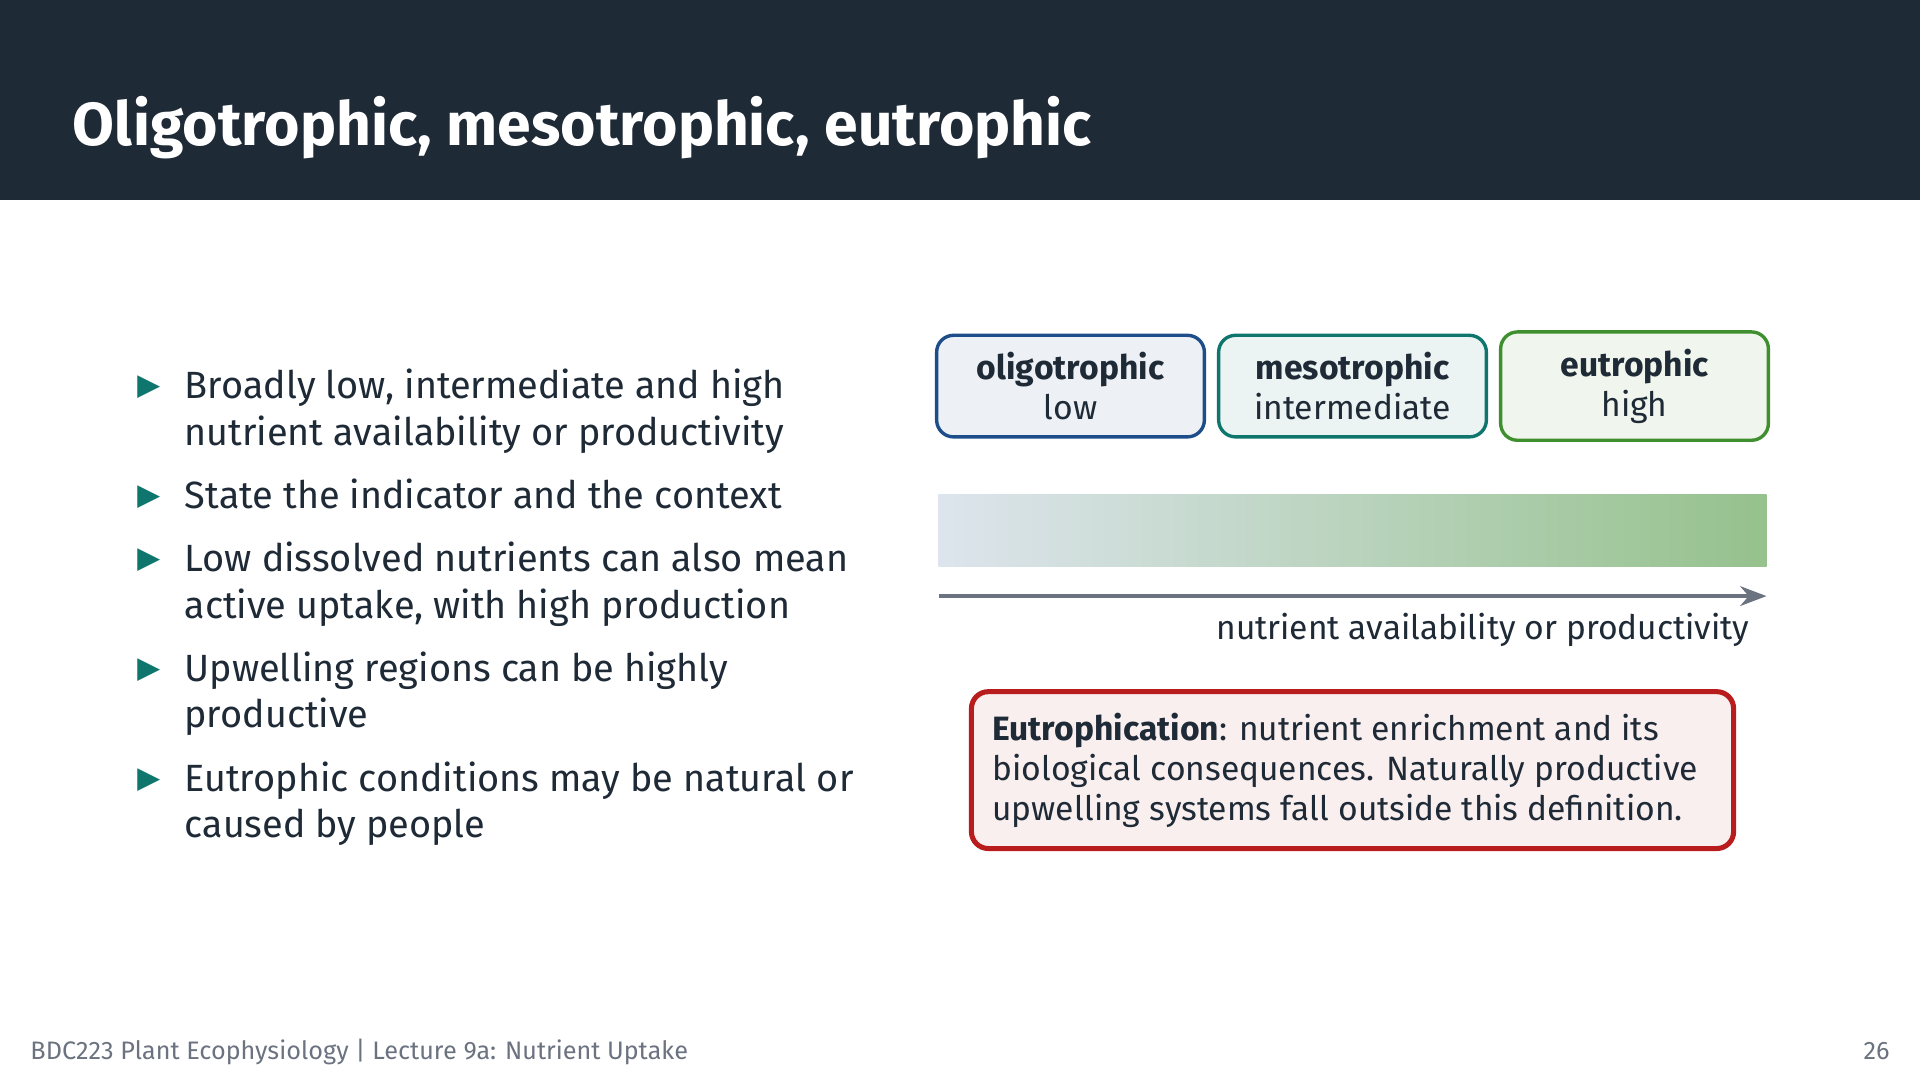 Oligotrophic, mesotrophic, eutrophic
► Broadly low, intermediate and high
nutrient availability or productivity
► State the indicator and the context
► Low dissolved nutrients can also mean
active uptake, with high production
► Upwelling regions can be highly
productive
► Eutrophic conditions may be natural or
caused by people
oligotrophic
low
mesotrophic
intermediate
eutrophic
high
nutrient availability or productivity
Eutrophication: nutrient enrichment and its
biological consequences. Naturally productive
upwelling systems fall outside this definition.
BDC223 Plant Ecophysiology | Lecture 9a: Nutrient Uptake
26